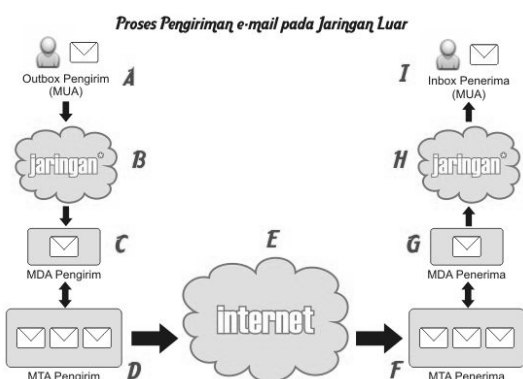 Proses Pengiriman e-mail pada Jaringan Luar
A
Outbox Pengirim
(MUA)
B
jaringan
C
MDA Pengirim
D
MTA Pengirim
E
internet
F
MTA Penerima
G
MDA Penerima
H
jaringan
I
Inbox Penerima
(MUA)